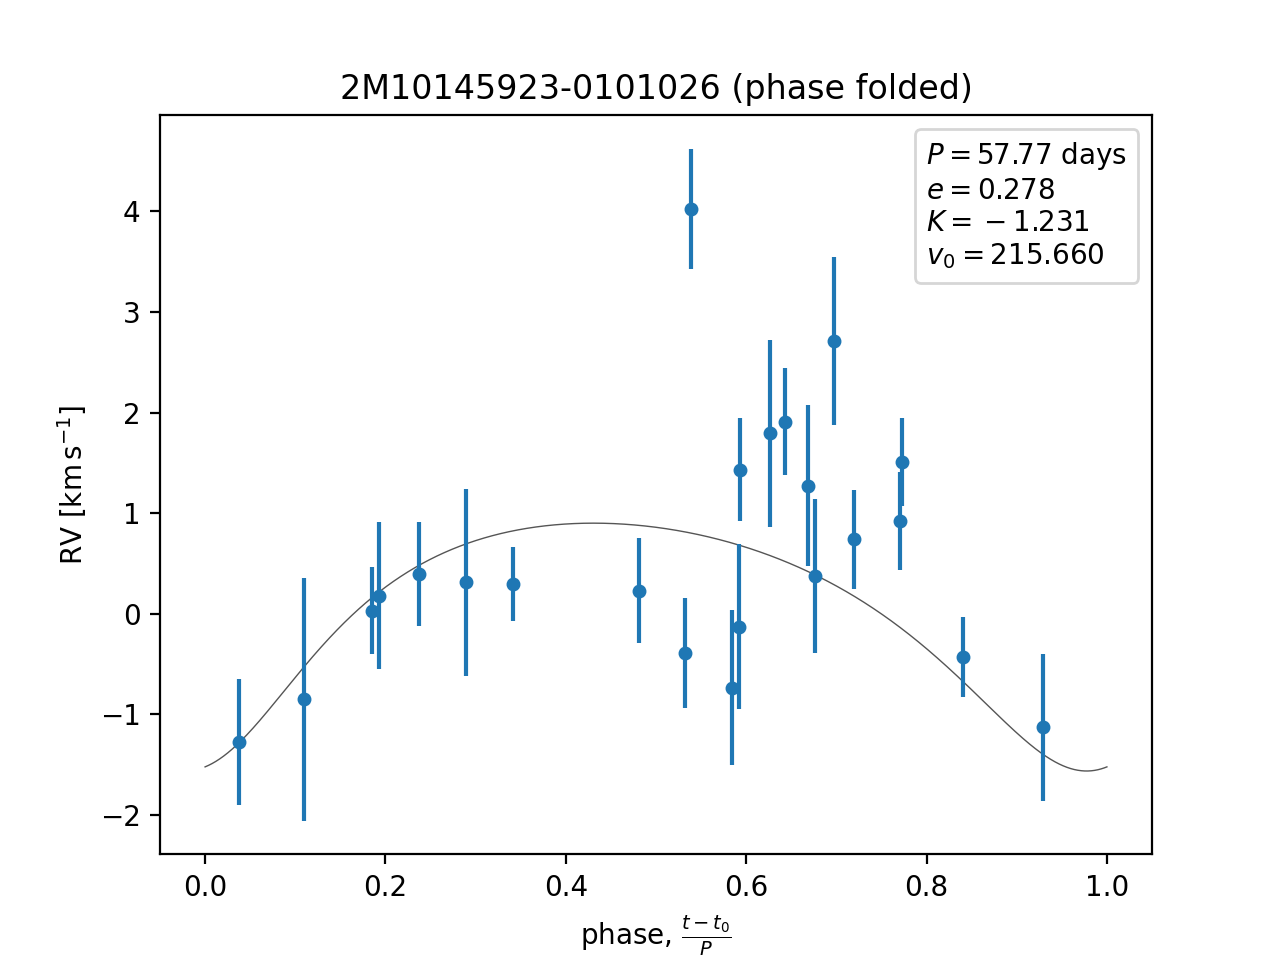 2M10145923-0101026 (phase folded)
P = 57.77 days
e = 0.278
K = −1.231
v₀ = 215.660
RV [km s⁻¹]
4
3
2
1
0
−1
−2
0.0 0.2 0.4 0.6 0.8 1.0
phase, (t − t₀)/P